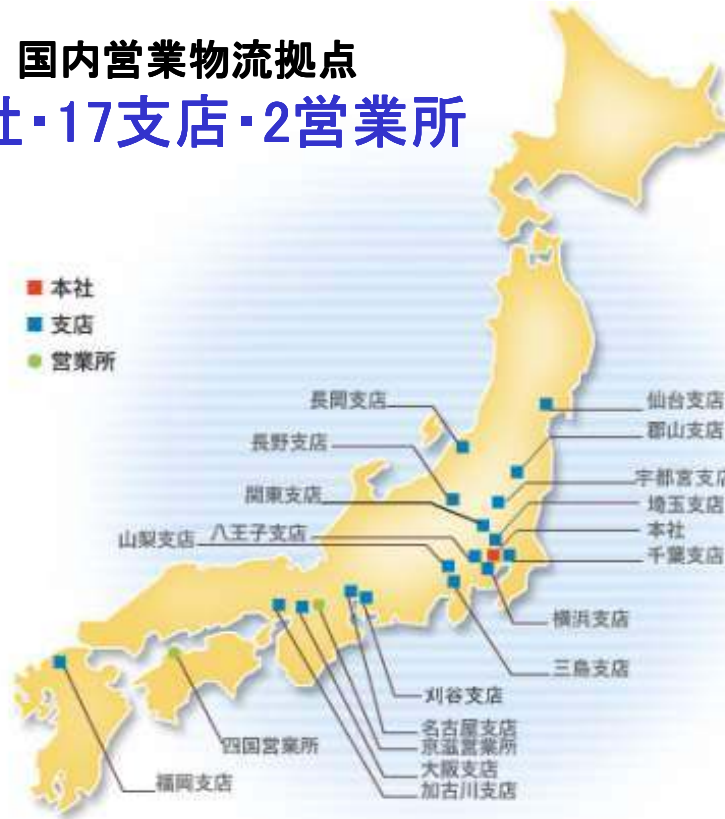 国内営業物流拠点
社・17支店・2営業所
本社
支店
営業所
長岡支店
仙台支店
郡山支店
長野支店
宇都宮支店
関東支店
埼玉支店
山梨支店
八王子支店
本社
千葉支店
横浜支店
三島支店
刈谷支店
名古屋支店
京滋営業所
大阪支店
加古川支店
四国営業所
福岡支店